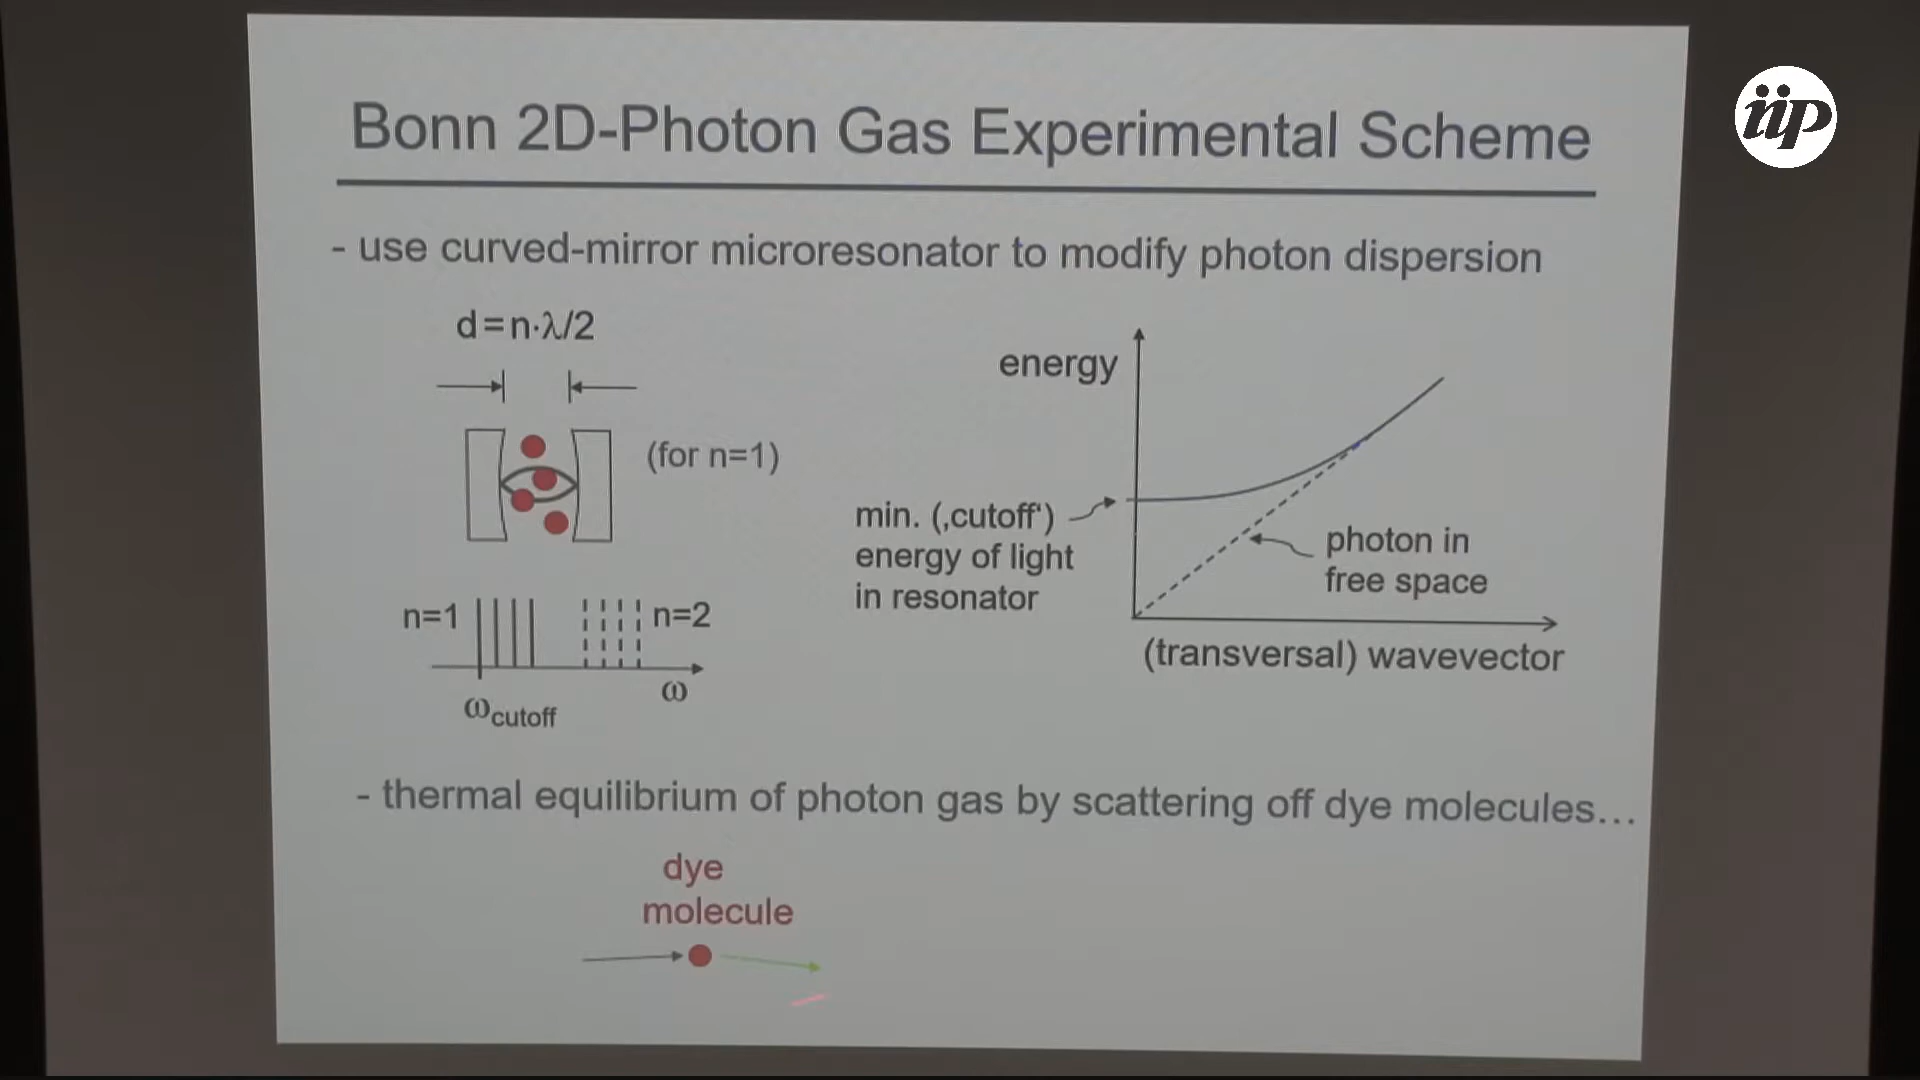 iip
Bonn 2D-Photon Gas Experimental Scheme
- use curved-mirror microresonator to modify photon dispersion
d=n·λ/2
(for n=1)
n=1
n=2
ω
ωcutoff
energy
min. (‚cutoff‘)
energy of light
in resonator
photon in
free space
(transversal) wavevector
- thermal equilibrium of photon gas by scattering off dye molecules...
dye
molecule